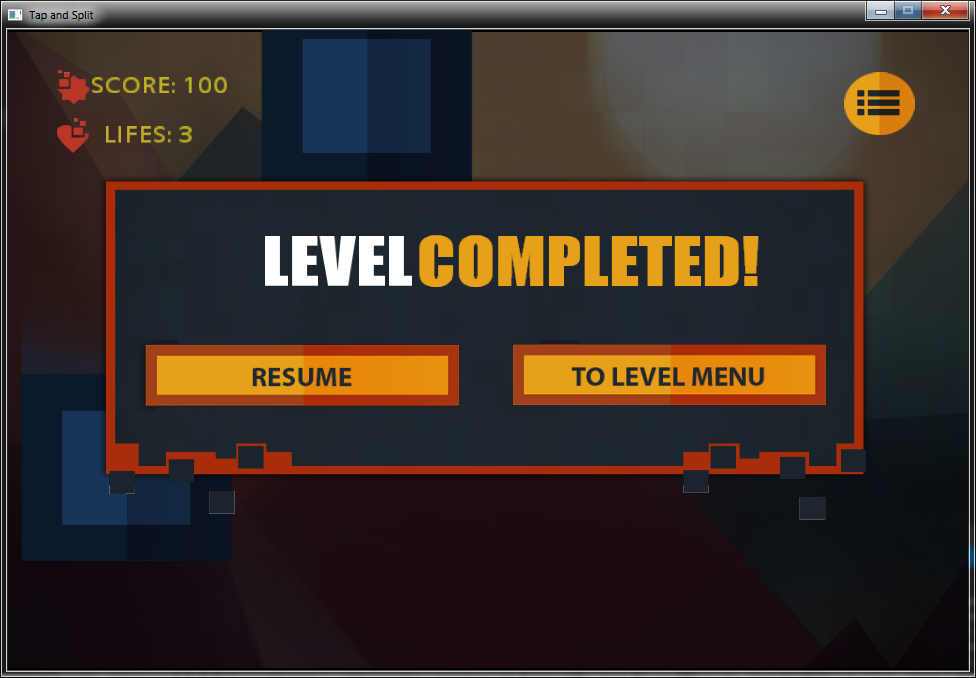 Tap and Split
SCORE: 100
LIFES: 3
LEVEL COMPLETED!
RESUME
TO LEVEL MENU